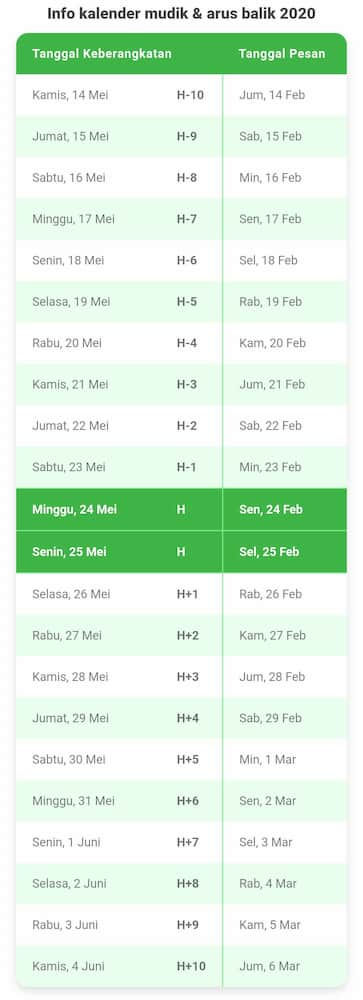 Info kalender mudik & arus balik 2020
Tanggal Keberangkatan Tanggal Pesan
Kamis, 14 Mei H-10 Jum, 14 Feb
Jumat, 15 Mei H-9 Sab, 15 Feb
Sabtu, 16 Mei H-8 Min, 16 Feb
Minggu, 17 Mei H-7 Sen, 17 Feb
Senin, 18 Mei H-6 Sel, 18 Feb
Selasa, 19 Mei H-5 Rab, 19 Feb
Rabu, 20 Mei H-4 Kam, 20 Feb
Kamis, 21 Mei H-3 Jum, 21 Feb
Jumat, 22 Mei H-2 Sab, 22 Feb
Sabtu, 23 Mei H-1 Min, 23 Feb
Minggu, 24 Mei H Sen, 24 Feb
Senin, 25 Mei H Sel, 25 Feb
Selasa, 26 Mei H+1 Rab, 26 Feb
Rabu, 27 Mei H+2 Kam, 27 Feb
Kamis, 28 Mei H+3 Jum, 28 Feb
Jumat, 29 Mei H+4 Sab, 29 Feb
Sabtu, 30 Mei H+5 Min, 1 Mar
Minggu, 31 Mei H+6 Sen, 2 Mar
Senin, 1 Juni H+7 Sel, 3 Mar
Selasa, 2 Juni H+8 Rab, 4 Mar
Rabu, 3 Juni H+9 Kam, 5 Mar
Kamis, 4 Juni H+10 Jum, 6 Mar